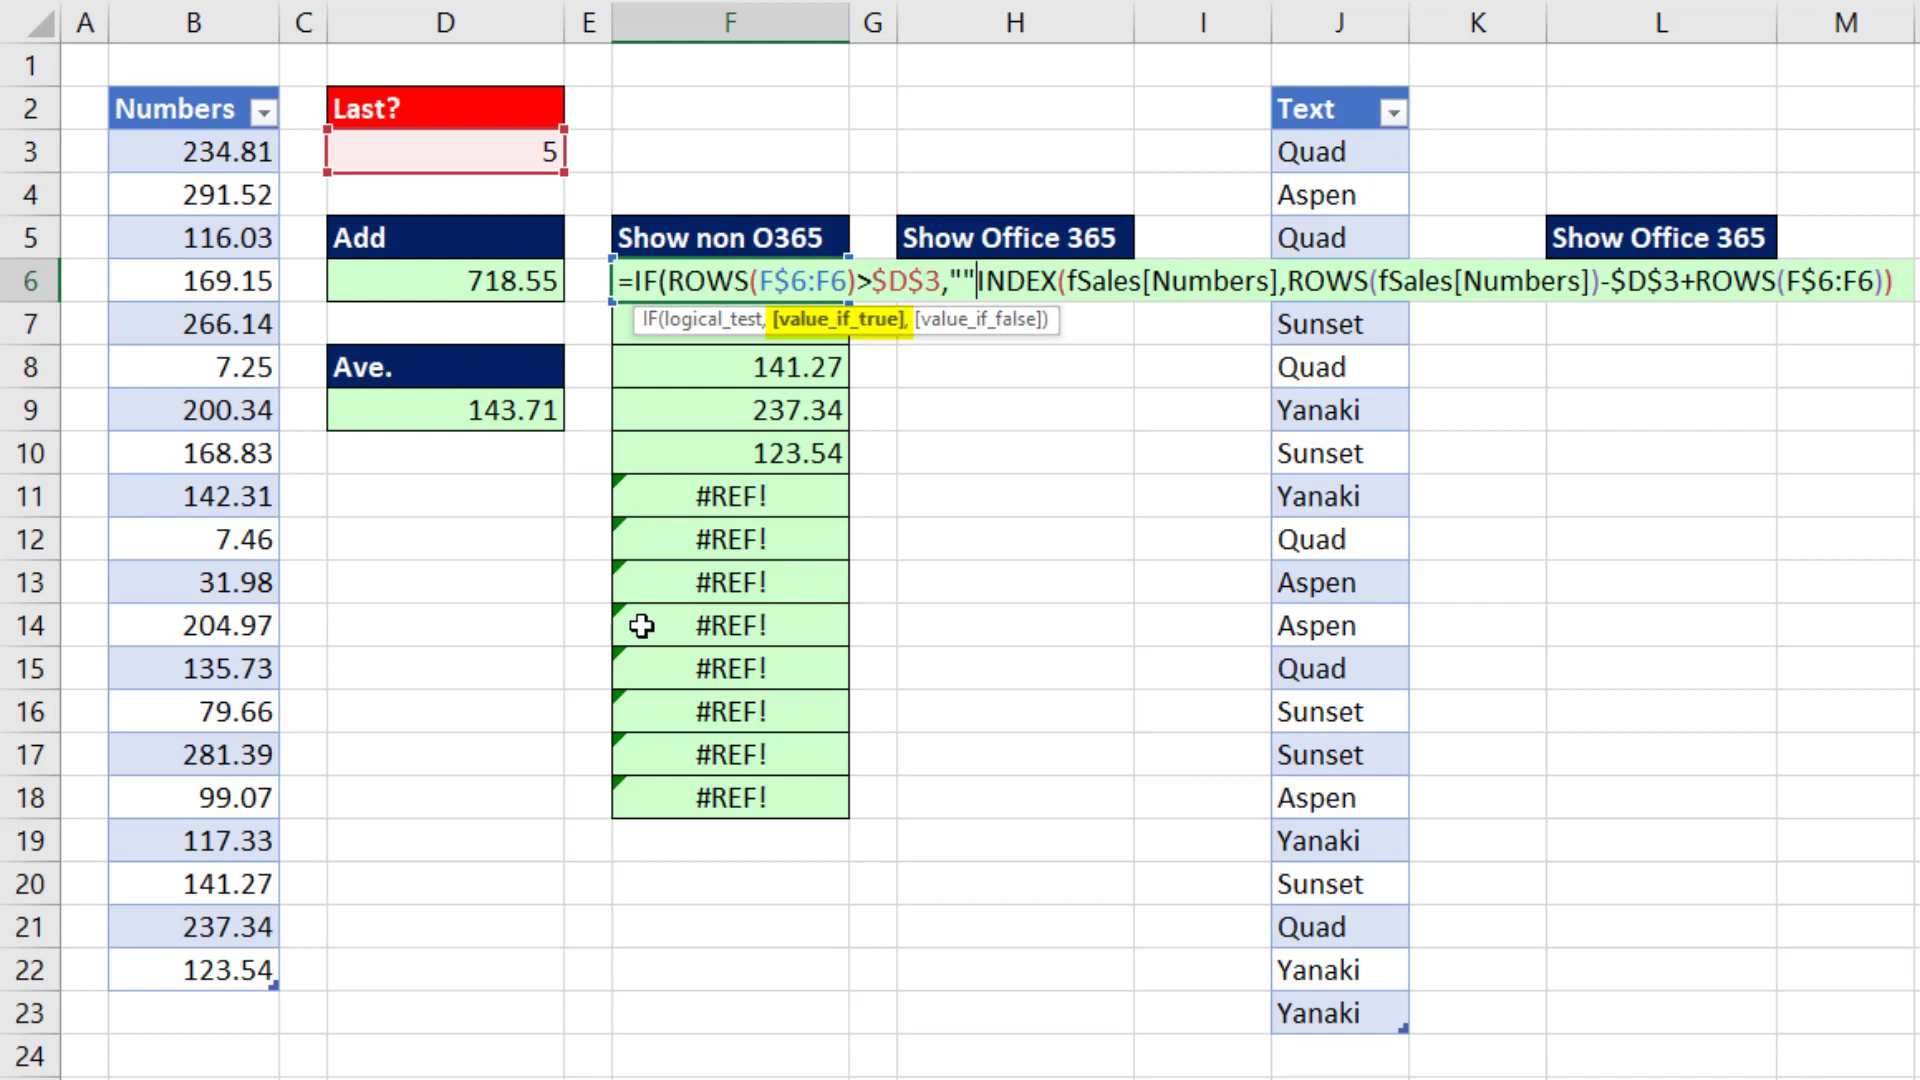 A B C D E F G H I J K L M
1
2 Numbers Last? Text
3 234.81 5 Quad
4 291.52 Aspen
5 116.03 Add Show non O365 Show Office 365 Quad Show Office 365
6 169.15 718.55 =IF(ROWS(F$6:F6)>$D$3,""INDEX(fSales[Numbers],ROWS(fSales[Numbers])-$D$3+ROWS(F$6:F6))
7 266.14 IF(logical_test, [value_if_true], [value_if_false]) Sunset
8 7.25 Ave. 141.27 Quad
9 200.34 143.71 237.34 Yanaki
10 168.83 123.54 Sunset
11 142.31 #REF! Yanaki
12 7.46 #REF! Quad
13 31.98 #REF! Aspen
14 204.97 #REF! Aspen
15 135.73 #REF! Quad
16 79.66 #REF! Sunset
17 281.39 #REF! Sunset
18 99.07 #REF! Aspen
19 117.33 Yanaki
20 141.27 Sunset
21 237.34 Quad
22 123.54 Yanaki
23 Yanaki
24